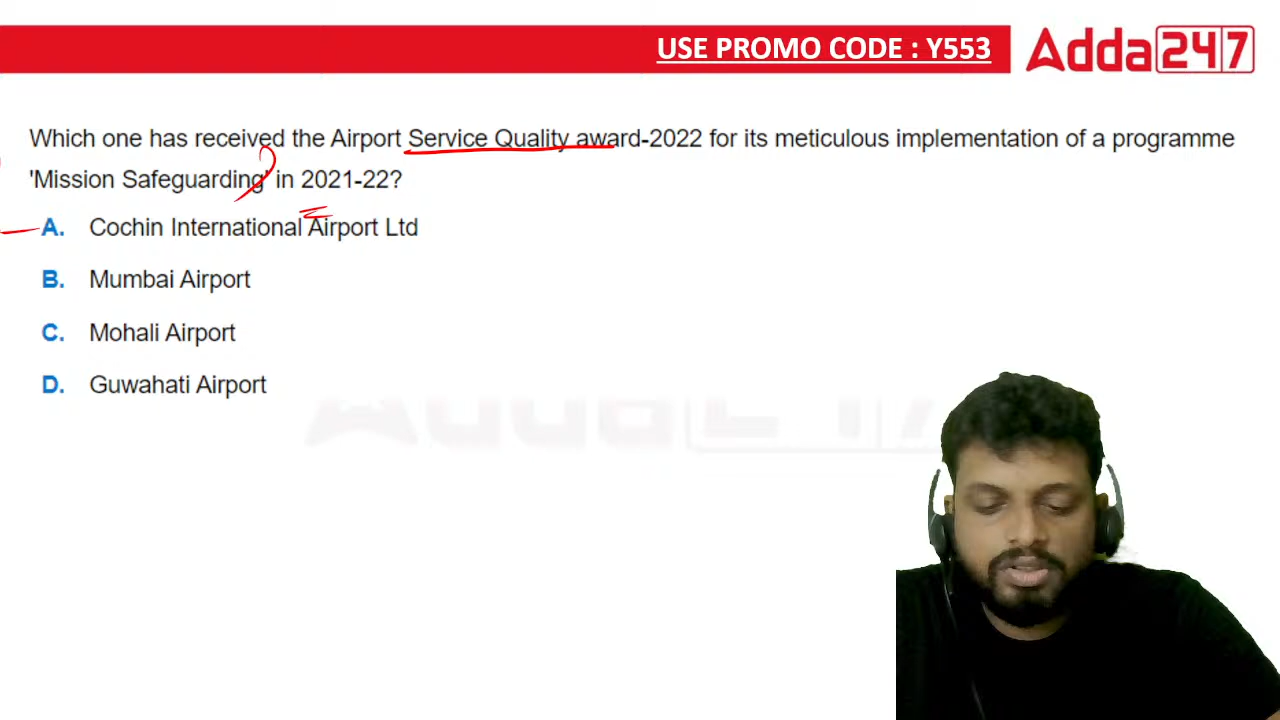 USE PROMO CODE : Y553
Adda247
Which one has received the Airport Service Quality award-2022 for its meticulous implementation of a programme
'Mission Safeguarding' in 2021-22?
A. Cochin International Airport Ltd
B. Mumbai Airport
C. Mohali Airport
D. Guwahati Airport
Adda247